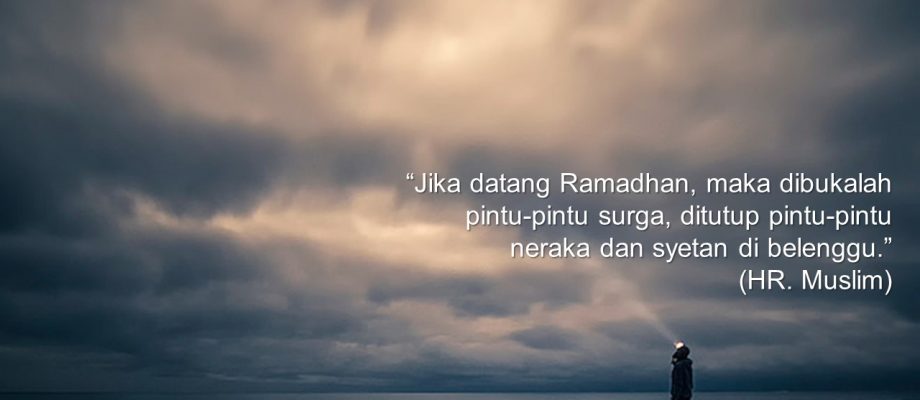 “Jika datang Ramadhan, maka dibukalah
pintu-pintu surga, ditutup pintu-pintu
neraka dan syetan di belenggu.”
(HR. Muslim)